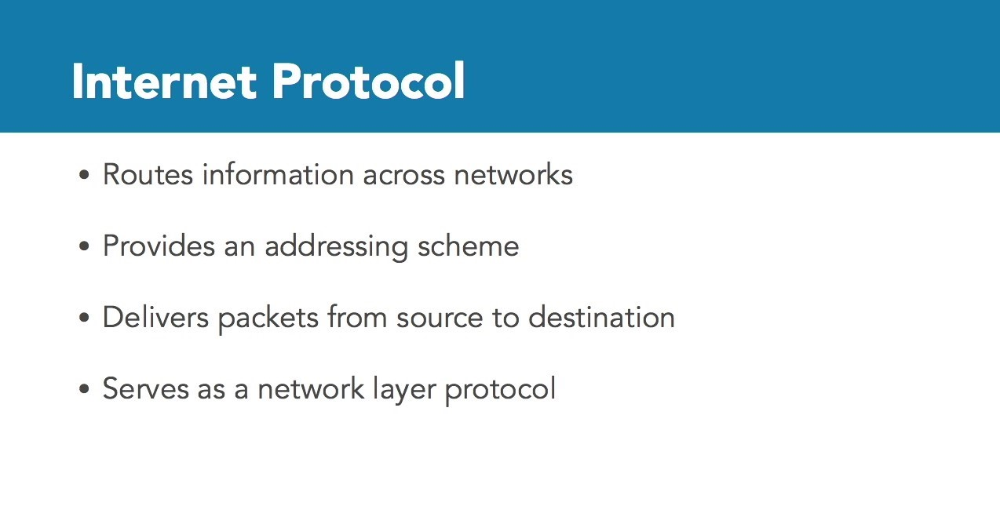 Internet Protocol
• Routes information across networks
• Provides an addressing scheme
• Delivers packets from source to destination
• Serves as a network layer protocol